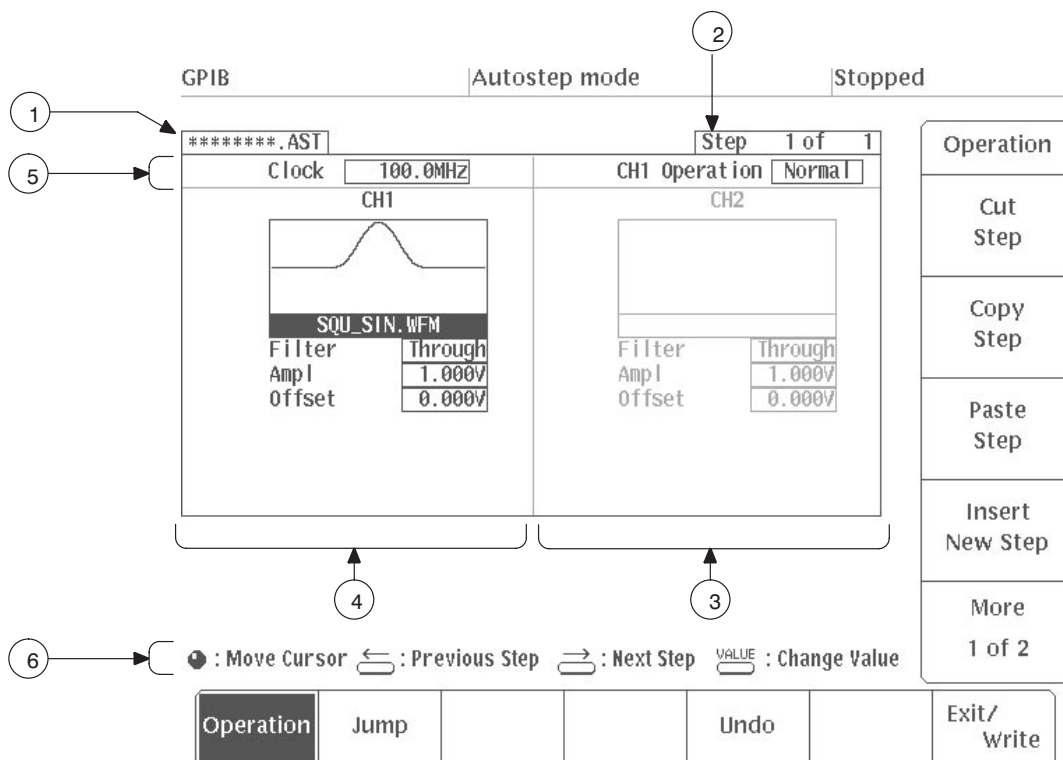 2
GPIB Autostep mode Stopped
1
********.AST Step 1 of 1
5
Clock 100.0MHz CH1 Operation Normal
CH1 CH2
SQU_SIN.WFM
Filter Through Filter Through
Ampl 1.000V Ampl 1.000V
Offset 0.000V Offset 0.000V
Operation
Cut
Step
Copy
Step
Paste
Step
Insert
New Step
More
1 of 2
4 3
6
: Move Cursor : Previous Step : Next Step VALUE : Change Value
Operation Jump Undo Exit/
Write